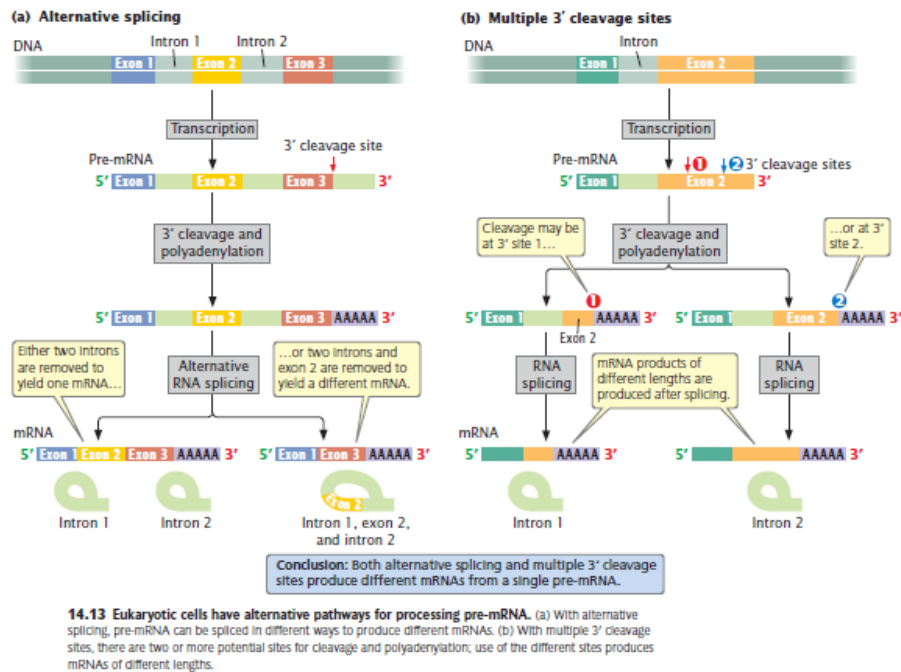 (a) Alternative splicing
DNA
Intron 1
Intron 2
Exon 1
Exon 2
Exon 3
Transcription
3′ cleavage site
Pre-mRNA
5′ Exon 1 Exon 2 Exon 3 3′
3′ cleavage and
polyadenylation
5′ Exon 1 Exon 2 Exon 3 AAAAA 3′
Either two introns
are removed to
yield one mRNA…
Alternative
RNA splicing
…or two introns and
exon 2 are removed to
yield a different mRNA.
mRNA
5′ Exon 1 Exon 2 Exon 3 AAAAA 3′
5′ Exon 1 Exon 3 AAAAA 3′
Exon 2
Intron 1
Intron 2
Intron 1, exon 2,
and intron 2
(b) Multiple 3′ cleavage sites
DNA
Intron
Exon 1
Exon 2
Transcription
Pre-mRNA
1
2 3′ cleavage sites
5′ Exon 1 Exon 2 3′
Cleavage may be
at 3′ site 1…
3′ cleavage and
polyadenylation
…or at 3′
site 2.
1
2
5′ Exon 1 AAAAA 3′
Exon 2
5′ Exon 1 Exon 2 AAAAA 3′
RNA
splicing
mRNA products of
different lengths are
produced after splicing.
RNA
splicing
mRNA
5′ AAAAA 3′
5′ AAAAA 3′
Intron 1
Intron 2
Conclusion: Both alternative splicing and multiple 3′ cleavage
sites produce different mRNAs from a single pre-mRNA.
14.13 Eukaryotic cells have alternative pathways for processing pre-mRNA. (a) With alternative
splicing, pre-mRNA can be spliced in different ways to produce different mRNAs. (b) With multiple 3′ cleavage
sites, there are two or more potential sites for cleavage and polyadenylation; use of the different sites produces
mRNAs of different lengths.